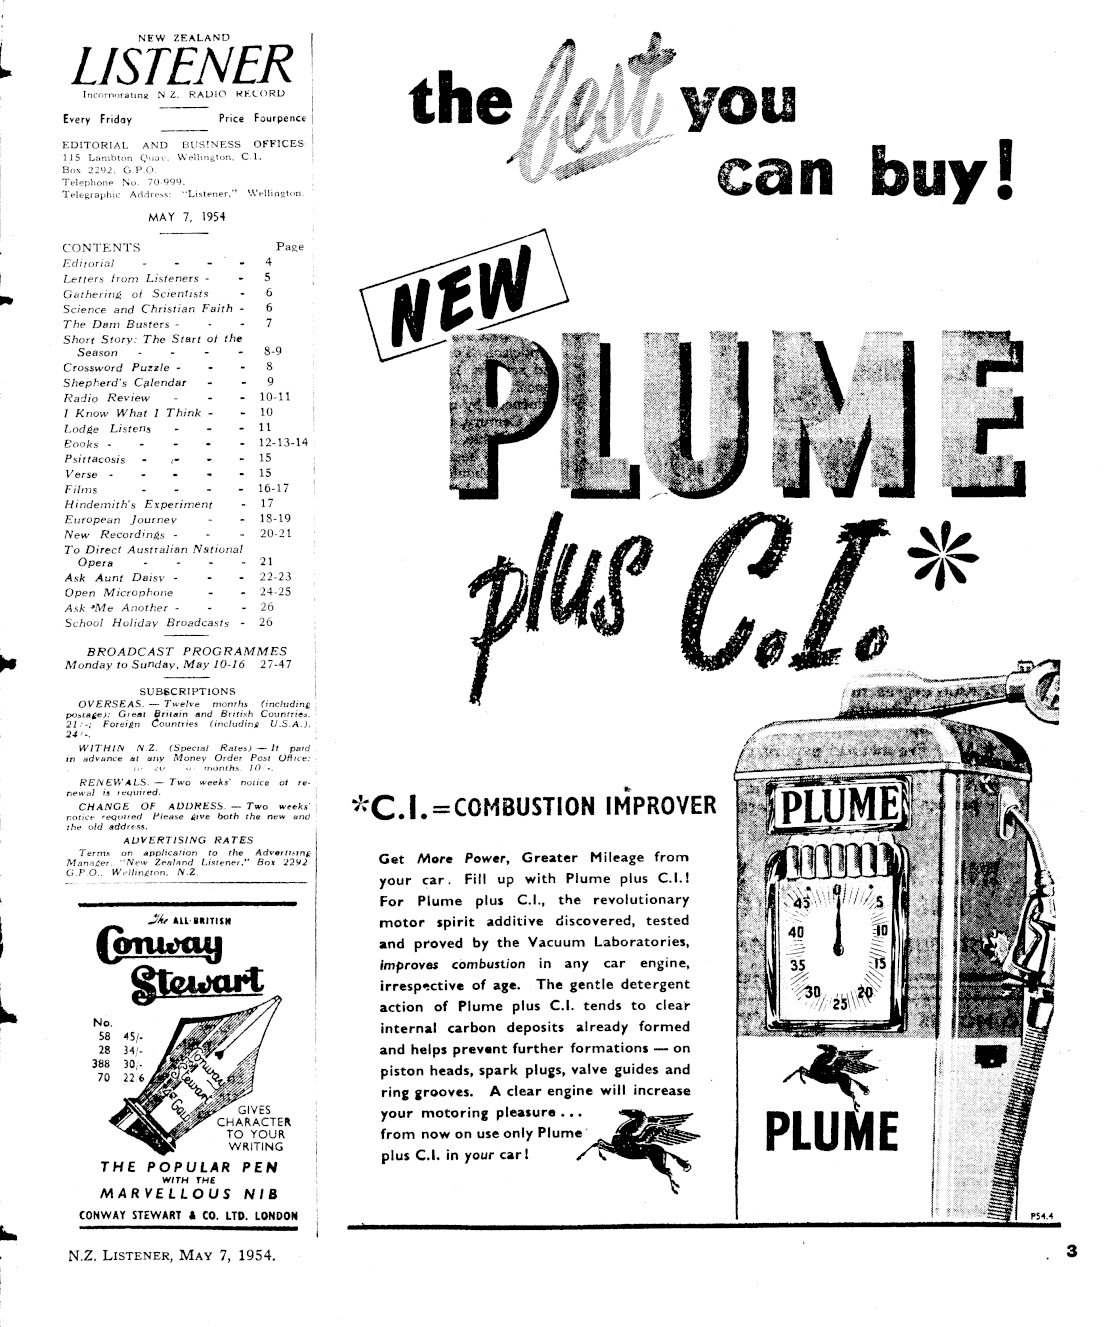 NEW ZEALAND
LISTENER
Incorporating N.Z. RADIO RECORD
Every Friday Price Fourpence
EDITORIAL AND BUSINESS OFFICES
115 Lambton Quay, Wellington, C.1.
Box 2292, G.P.O.
Telephone No. 70-999.
Telegraphic Address: "Listener," Wellington.
MAY 7, 1954
CONTENTS Page
Editorial - - - - 4
Letters from Listeners - - 5
Gathering of Scientists - 6
Science and Christian Faith - 6
The Dam Busters - - - 7
Short Story: The Start of the
Season - - - - 8-9
Crossword Puzzle - - - 8
Shepherd's Calendar - - 9
Radio Review - - - 10-11
I Know What I Think - - 10
Lodge Listens - - - 11
Books - - - - - 12-13-14
Psittacosis - - - - 15
Verse - - - - - 15
Films - - - - 16-17
Hindemith's Experiment - 17
European Journey - - 18-19
New Recordings - - - 20-21
To Direct Australian National
Opera - - - - 21
Ask Aunt Daisy - - - 22-23
Open Microphone - - 24-25
Ask Me Another - - - 26
School Holiday Broadcasts - 26
BROADCAST PROGRAMMES
Monday to Sunday, May 10-16 27-47
SUBSCRIPTIONS
OVERSEAS. — Twelve months (including
postage): Great Britain and British Countries,
21/-; Foreign Countries (including U.S.A.),
24/-.
WITHIN N.Z. (Special Rates) — If paid
in advance at any Money Order Post Office:
months, 10/-.
RENEWALS. — Two weeks' notice of re-
newal is required.
CHANGE OF ADDRESS. — Two weeks'
notice required. Please give both the new and
the old address.
ADVERTISING RATES
Terms on application to the Advertising
Manager, "New Zealand Listener," Box 2292
G.P.O., Wellington, N.Z.
The ALL-BRITISH
Conway
Stewart
No.
58 45/-
28 34/-
388 30/-
70 22/6
Conway
Stewart
14ct GOLD
GIVES
CHARACTER
TO YOUR
WRITING
THE POPULAR PEN
WITH THE
MARVELLOUS NIB
CONWAY STEWART & CO. LTD. LONDON
the best you
can buy!
NEW
PLUME
plus C.I.*
*C.I.=COMBUSTION IMPROVER
Get More Power, Greater Mileage from
your car. Fill up with Plume plus C.I.!
For Plume plus C.I., the revolutionary
motor spirit additive discovered, tested
and proved by the Vacuum Laboratories,
improves combustion in any car engine,
irrespective of age. The gentle detergent
action of Plume plus C.I. tends to clear
internal carbon deposits already formed
and helps prevent further formations — on
piston heads, spark plugs, valve guides and
ring grooves. A clear engine will increase
your motoring pleasure . . .
from now on use only Plume
plus C.I. in your car!
PLUME
0
45 5
40 10
35 15
30 20
25
PLUME
P54.4
N.Z. LISTENER, MAY 7, 1954.
3